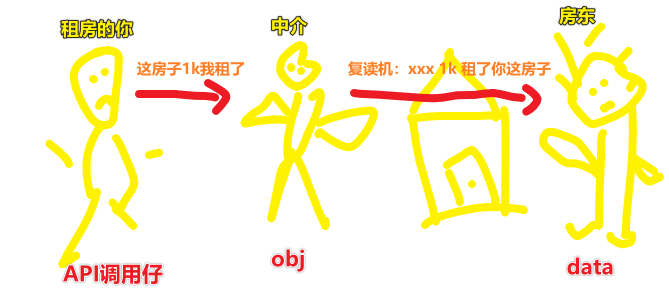 租房的你
中介
房东
这房子1k我租了
复读机：xxx 1k 租了你这房子
API调用仔
obj
data